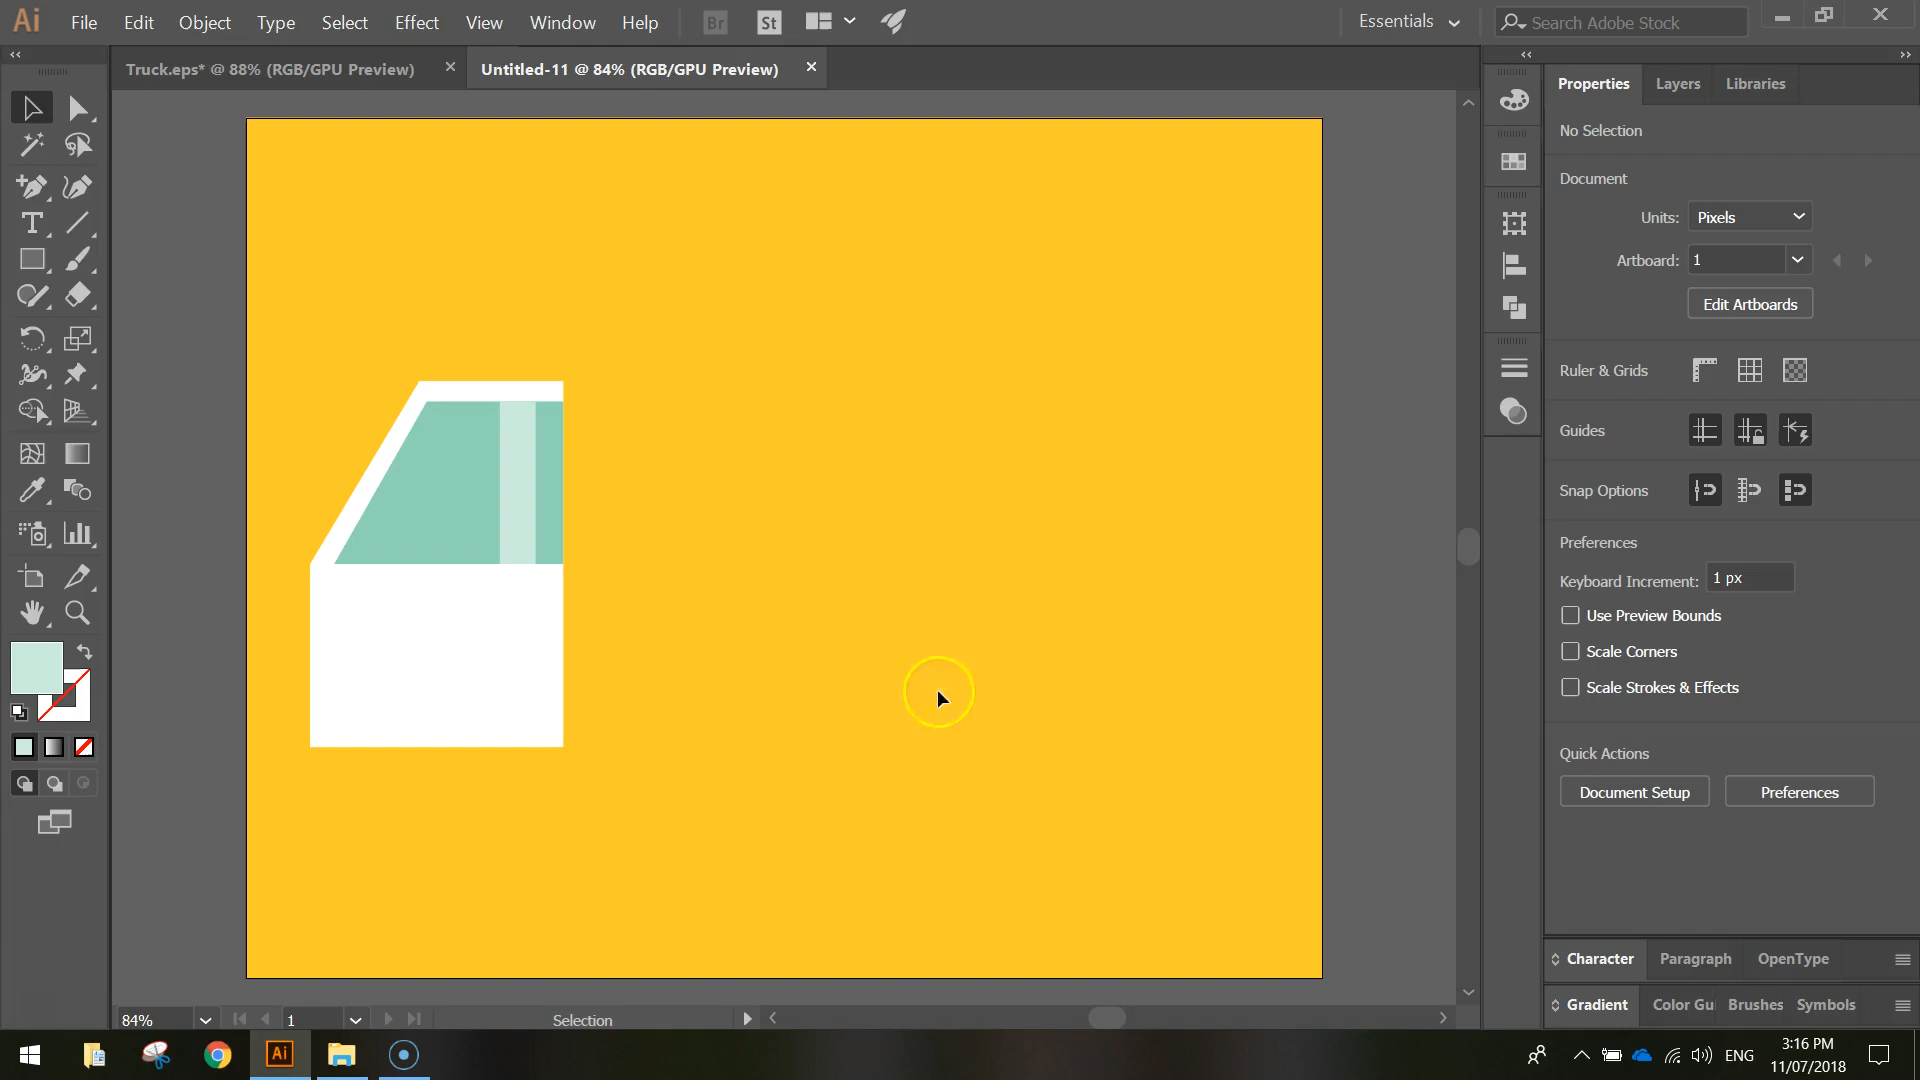 Ai File Edit Object Type Select Effect View Window Help Br St Essentials Search Adobe Stock
Truck.eps* @ 88% (RGB/GPU Preview) Untitled-11 @ 84% (RGB/GPU Preview)
Properties Layers Libraries
No Selection
Document
Units: Pixels
Artboard: 1
Edit Artboards
Ruler & Grids
Guides
Snap Options
Preferences
Keyboard Increment: 1 px
Use Preview Bounds
Scale Corners
Scale Strokes & Effects
Quick Actions
Document Setup Preferences
Character Paragraph OpenType
Gradient Color Gu Brushes Symbols
84% 1 Selection
Ai ENG 3:16 PM
11/07/2018